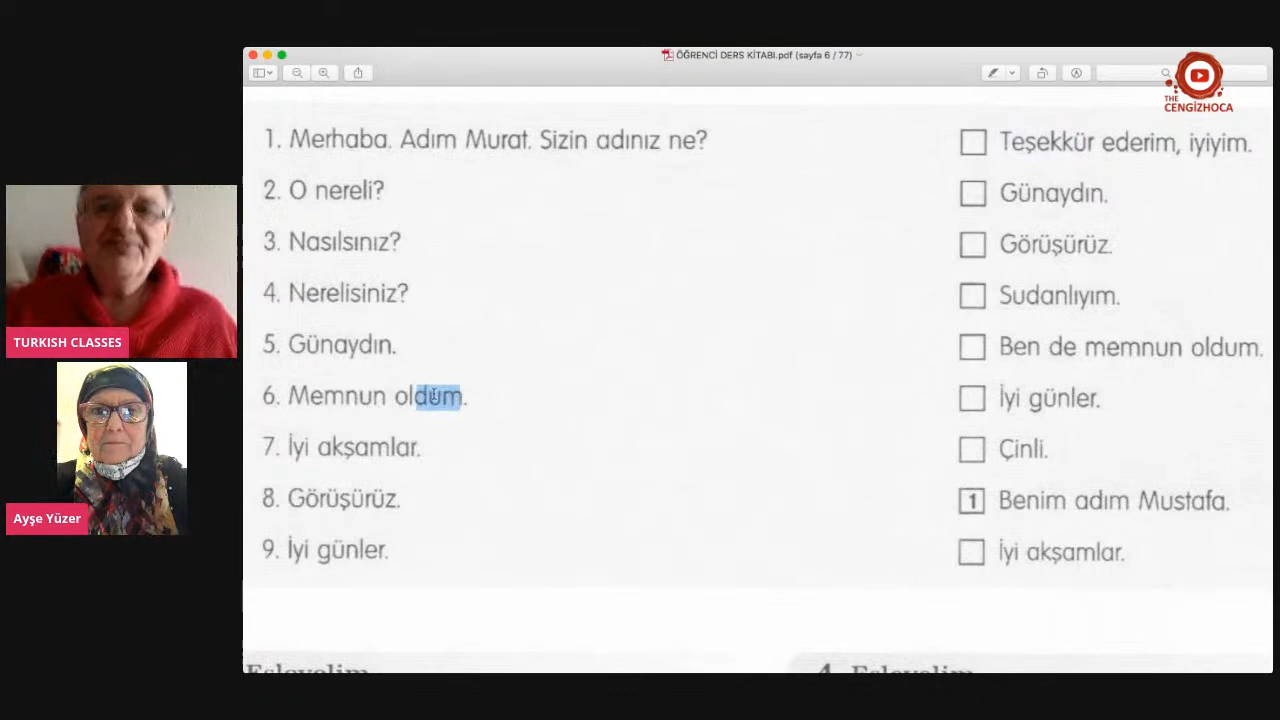 ÖĞRENCİ DERS KİTABI.pdf (sayfa 6 / 77)
THE
CENGİZHOCA
1. Merhaba. Adım Murat. Sizin adınız ne?
2. O nereli?
3. Nasılsınız?
4. Nerelisiniz?
5. Günaydın.
6. Memnun oldum.
7. İyi akşamlar.
8. Görüşürüz.
9. İyi günler.
Teşekkür ederim, iyiyim.
Günaydın.
Görüşürüz.
Sudanlıyım.
Ben de memnun oldum.
İyi günler.
Çinli.
1 Benim adım Mustafa.
İyi akşamlar.
TURKISH CLASSES
Ayşe Yüzer
Eşleyelim
4. Eşleyelim